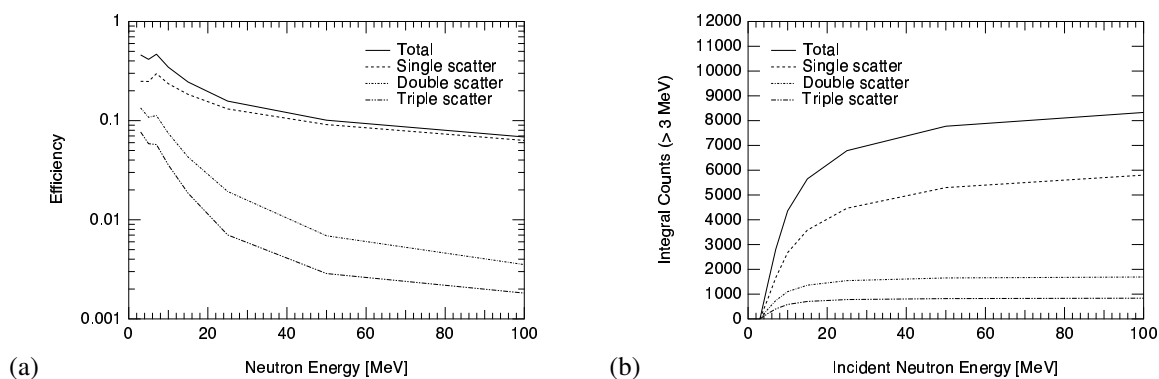 1
0.1
0.01
0.001
Efficiency
0 20 40 60 80 100
Neutron Energy [MeV]
Total
Single scatter
Double scatter
Triple scatter
(a)
12000
11000
10000
9000
8000
7000
6000
5000
4000
3000
2000
1000
0
Integral Counts (> 3 MeV)
0 20 40 60 80 100
Incident Neutron Energy [MeV]
Total
Single scatter
Double scatter
Triple scatter
(b)